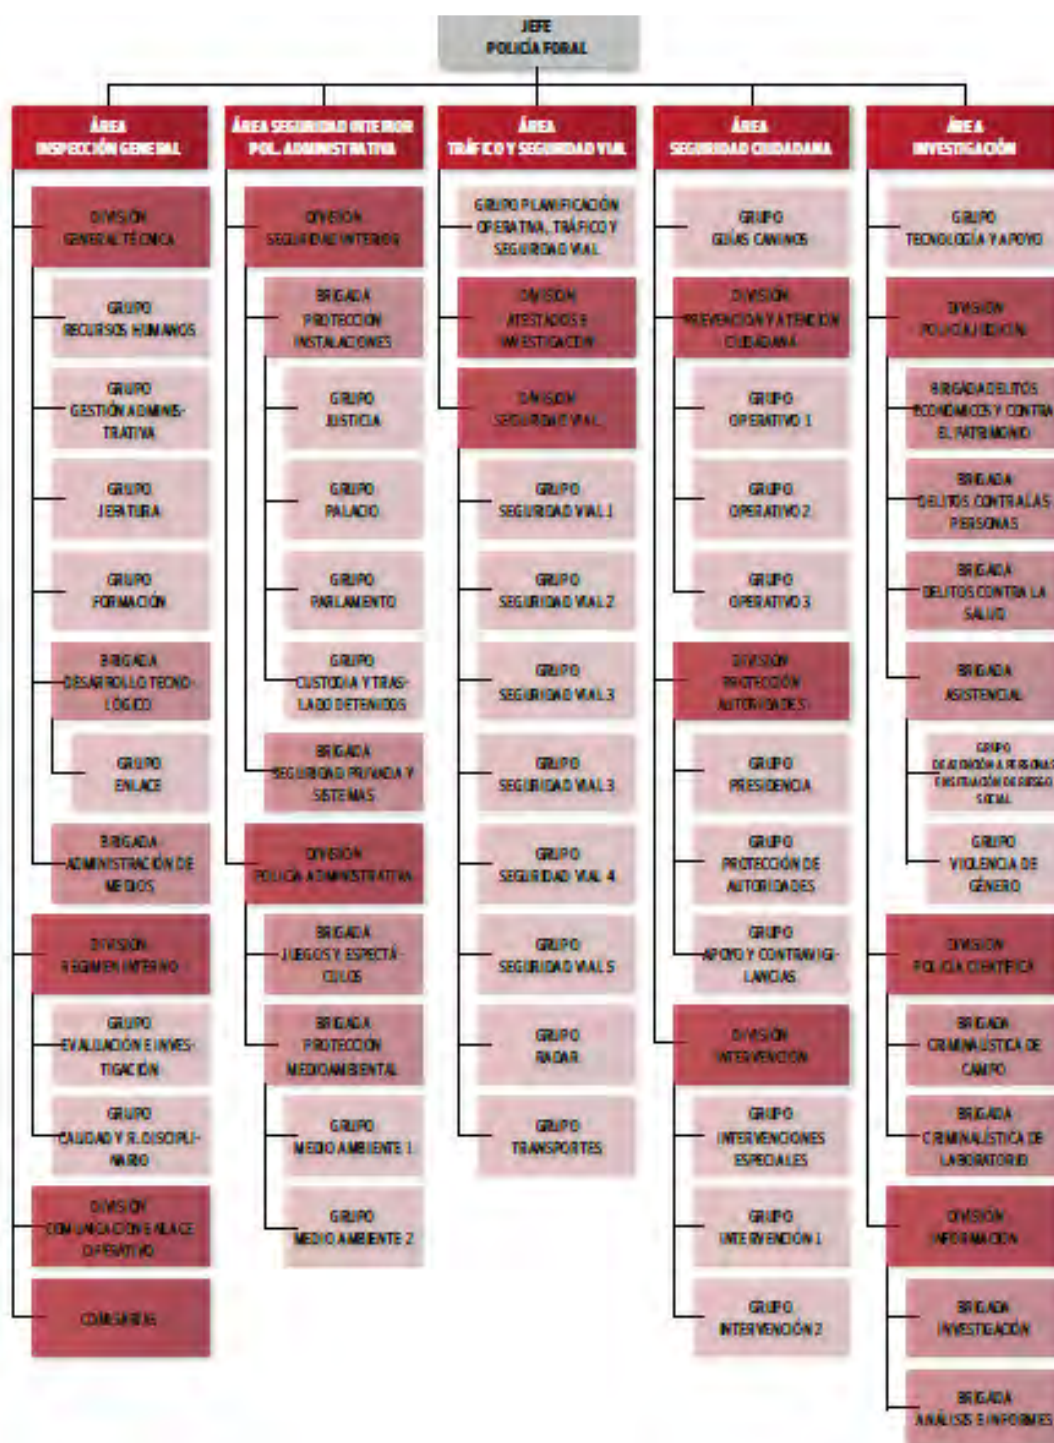 JEFE
POLICÍA FORAL
ÁREA
INSPECCIÓN GENERAL
DIVISIÓN
GENERAL TÉCNICA
GRUPO
RECURSOS HUMANOS
GRUPO
GESTIÓN ADMINIS-
TRATIVA
GRUPO
JEFATURA
GRUPO
FORMACIÓN
BRIGADA
DESARROLLO TECNO-
LÓGICO
GRUPO
ENLACE
BRIGADA
ADMINISTRACIÓN DE
MEDIOS
DIVISIÓN
RÉGIMEN INTERNO
GRUPO
EVALUACIÓN E INVES-
TIGACIÓN
GRUPO
CALIDAD Y R. DISCIPLI-
NARIO
DIVISIÓN
COMUNICACIÓN ENLACE
OPERATIVO
COMISARÍAS
ÁREA SEGURIDAD INTERIOR
POL. ADMINISTRATIVA
DIVISIÓN
SEGURIDAD INTERIOR
BRIGADA
PROTECCIÓN
INSTALACIONES
GRUPO
JUSTICIA
GRUPO
PALACIO
GRUPO
PARLAMENTO
GRUPO
CUSTODIA Y TRAS-
LADO DETENIDOS
BRIGADA
SEGURIDAD PRIVADA Y
SISTEMAS
DIVISIÓN
POLICÍA ADMINISTRATIVA
BRIGADA
JUEGOS Y ESPECTÁ-
CULOS
BRIGADA
PROTECCIÓN
MEDIOAMBIENTAL
GRUPO
MEDIO AMBIENTE 1
GRUPO
MEDIO AMBIENTE 2
ÁREA
TRÁFICO Y SEGURIDAD VIAL
GRUPO PLANIFICACIÓN
OPERATIVA, TRÁFICO Y
SEGURIDAD VIAL
DIVISIÓN
ATESTADOS E
INVESTIGACIÓN
DIVISIÓN
SEGURIDAD VIAL
GRUPO
SEGURIDAD VIAL 1
GRUPO
SEGURIDAD VIAL 2
GRUPO
SEGURIDAD VIAL 3
GRUPO
SEGURIDAD VIAL 3
GRUPO
SEGURIDAD VIAL 4
GRUPO
SEGURIDAD VIAL 5
GRUPO
RADAR
GRUPO
TRANSPORTES
ÁREA
SEGURIDAD CIUDADANA
GRUPO
GUÍAS CANINOS
DIVISIÓN
PREVENCIÓN Y ATENCIÓN
CIUDADANA
GRUPO
OPERATIVO 1
GRUPO
OPERATIVO 2
GRUPO
OPERATIVO 3
DIVISIÓN
PROTECCIÓN
AUTORIDADES
GRUPO
PRESIDENCIA
GRUPO
PROTECCIÓN DE
AUTORIDADES
GRUPO
APOYO Y CONTRAVIGI-
LANCIAS
DIVISIÓN
INTERVENCIÓN
GRUPO
INTERVENCIONES
ESPECIALES
GRUPO
INTERVENCIÓN 1
GRUPO
INTERVENCIÓN 2
ÁREA
INVESTIGACIÓN
GRUPO
TECNOLOGÍA Y APOYO
DIVISIÓN
POLICÍA JUDICIAL
BRIGADA DELITOS
ECONÓMICOS Y CONTRA
EL PATRIMONIO
BRIGADA
DELITOS CONTRA LAS
PERSONAS
BRIGADA
DELITOS CONTRA LA
SALUD
BRIGADA
ASISTENCIAL
GRUPO
DE ATENCIÓN A PERSONAS
EN SITUACIÓN DE RIESGO
SOCIAL
GRUPO
VIOLENCIA DE
GÉNERO
DIVISIÓN
POLICÍA CIENTÍFICA
BRIGADA
CRIMINALÍSTICA DE
CAMPO
BRIGADA
CRIMINALÍSTICA DE
LABORATORIO
DIVISIÓN
INFORMACIÓN
BRIGADA
INVESTIGACIÓN
BRIGADA
ANÁLISIS E INFORMES